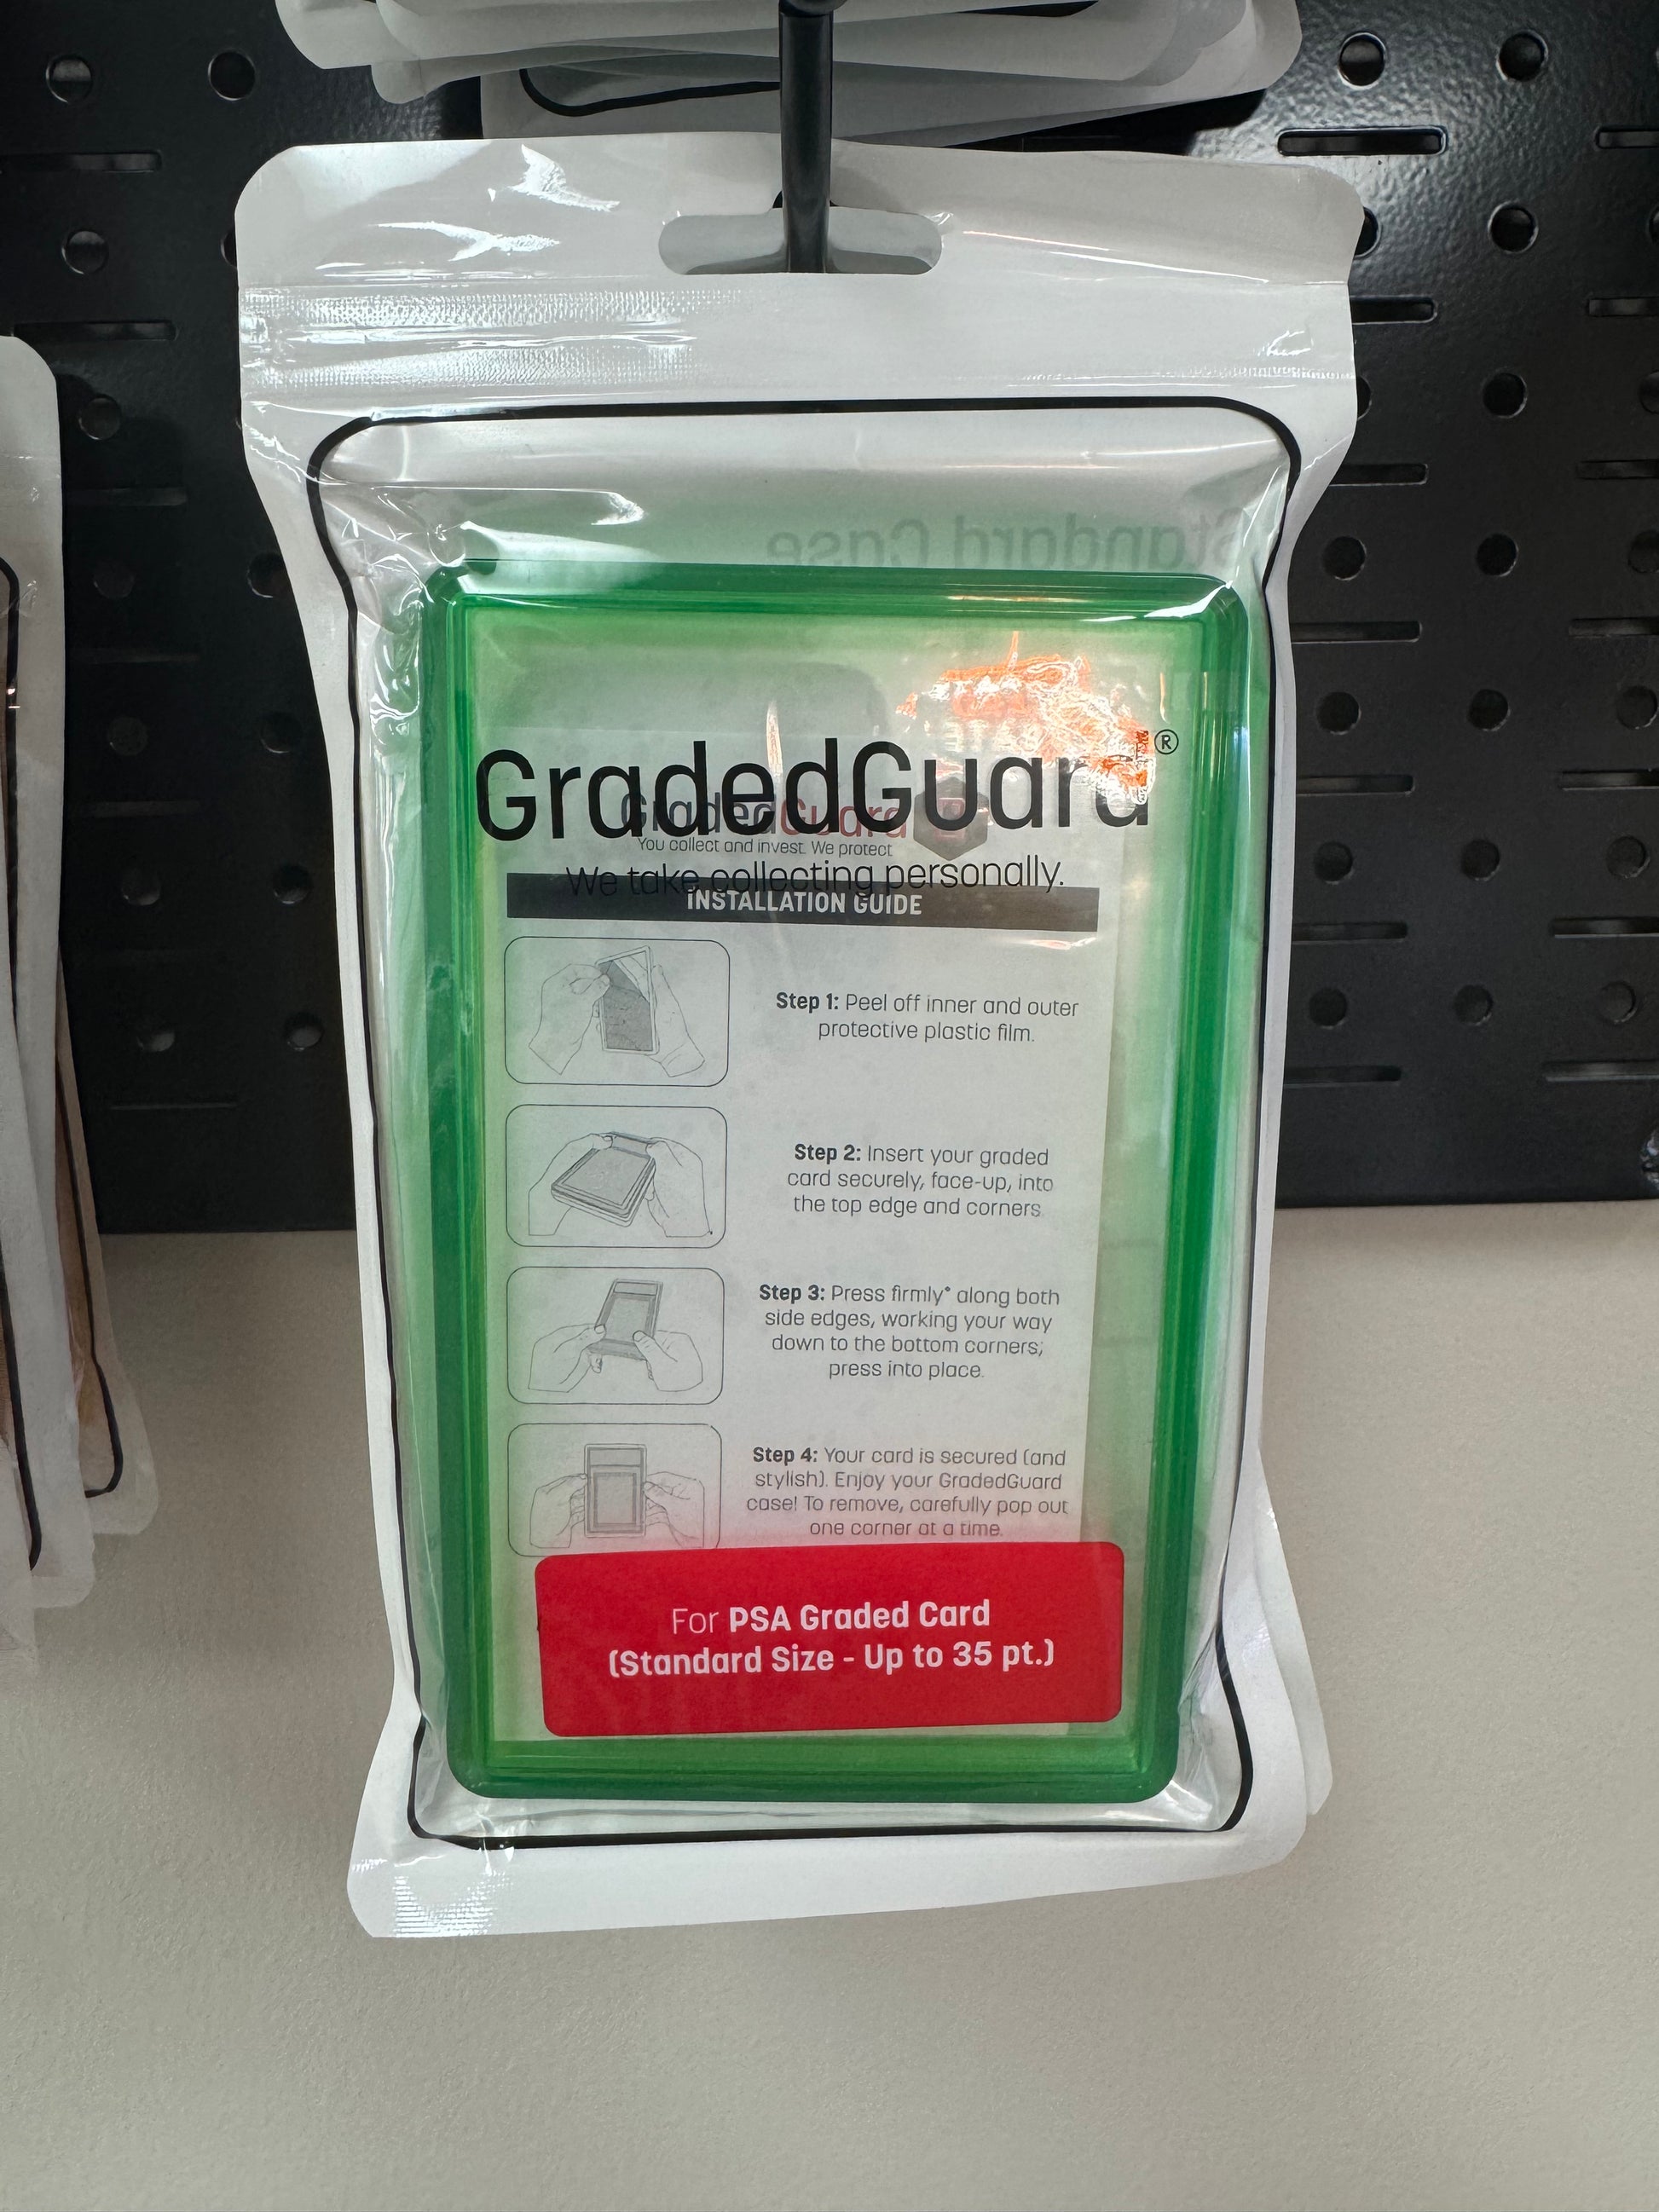 Standard Case
GradedGuard®
GradedGuard
You collect and invest. We protect.
We take collecting personally.
INSTALLATION GUIDE
Step 1: Peel off inner and outer
protective plastic film.
Step 2: Insert your graded
card securely, face-up, into
the top edge and corners.
Step 3: Press firmly* along both
side edges, working your way
down to the bottom corners;
press into place.
Step 4: Your card is secured (and
stylish). Enjoy your GradedGuard
case! To remove, carefully pop out
one corner at a time.
For PSA Graded Card
(Standard Size - Up to 35 pt.)